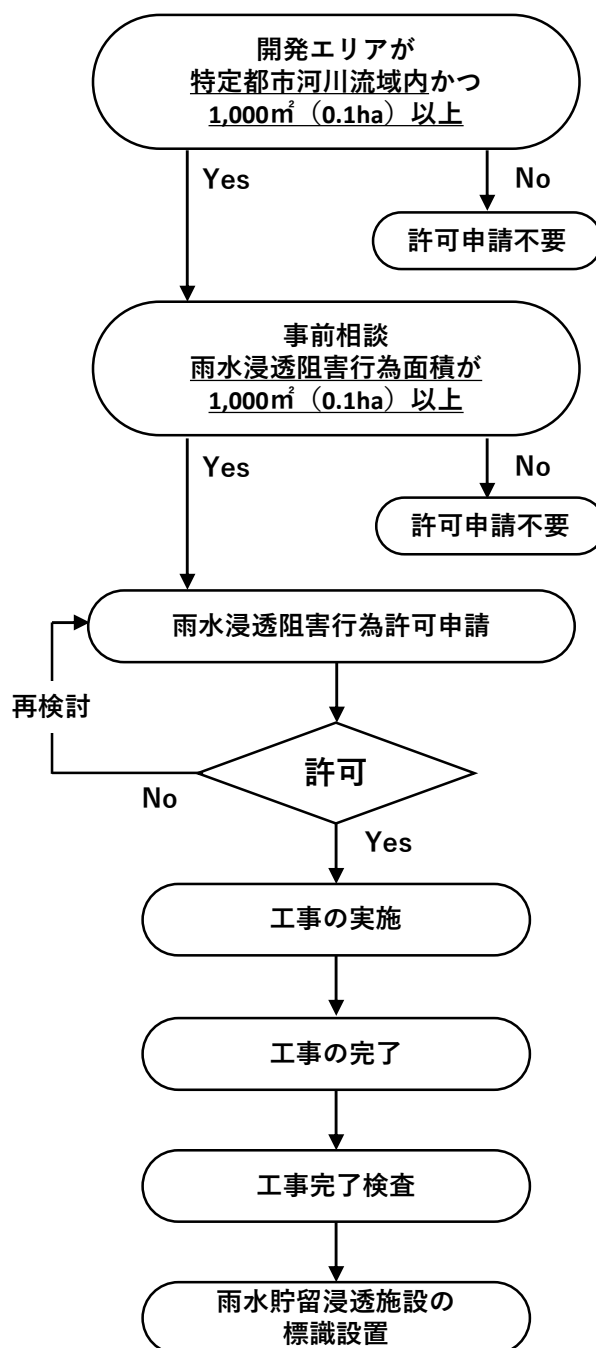 開発エリアが
特定都市河川流域内かつ
1,000㎡（0.1ha）以上
Yes
No
許可申請不要
事前相談
雨水浸透阻害行為面積が
1,000㎡（0.1ha）以上
Yes
No
許可申請不要
雨水浸透阻害行為許可申請
再検討
許可
No
Yes
工事の実施
工事の完了
工事完了検査
雨水貯留浸透施設の
標識設置